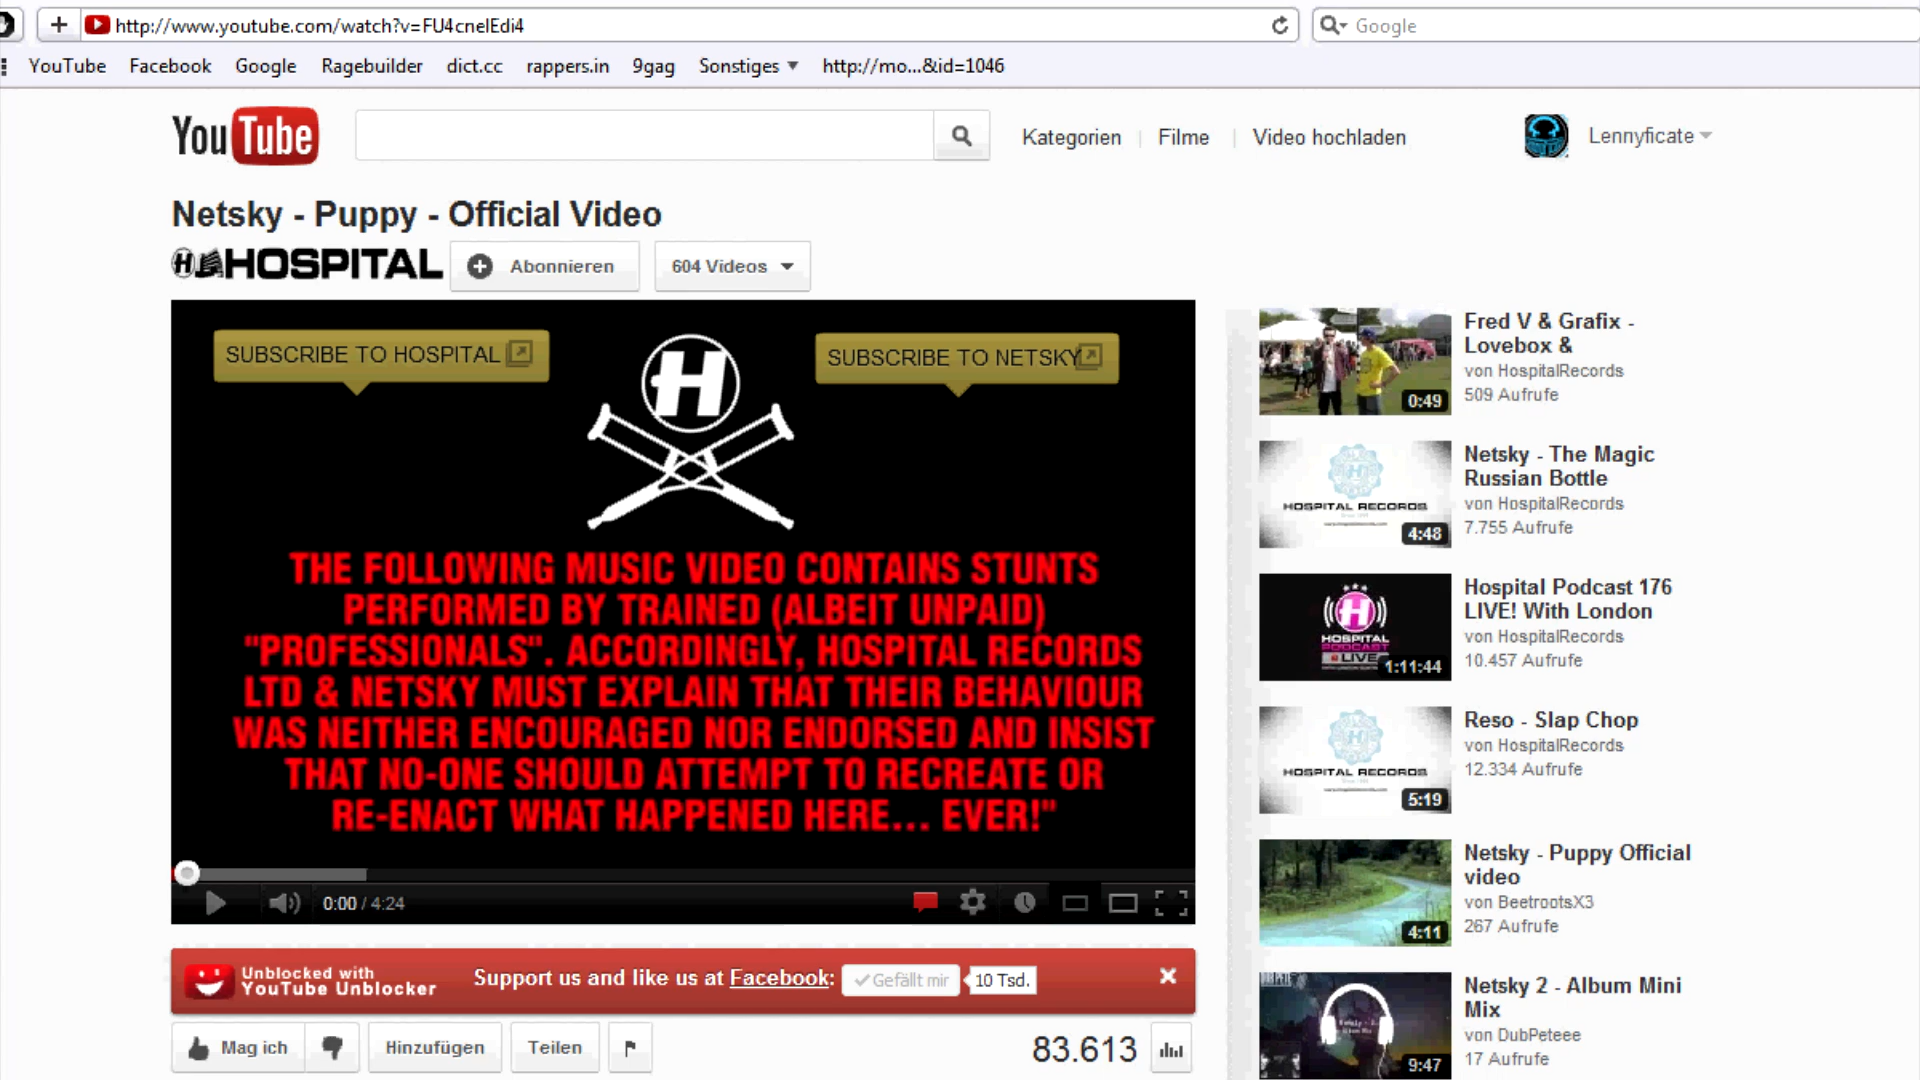 http://www.youtube.com/watch?v=FU4cnelEdi4
Google
YouTube Facebook Google Ragebuilder dict.cc rappers.in 9gag Sonstiges http://mo...&id=1046
YouTube
Kategorien Filme Video hochladen
Lennyficate
Netsky - Puppy - Official Video
H HOSPITAL
Abonnieren
604 Videos
SUBSCRIBE TO HOSPITAL
SUBSCRIBE TO NETSKY
H
THE FOLLOWING MUSIC VIDEO CONTAINS STUNTS
PERFORMED BY TRAINED (ALBEIT UNPAID)
"PROFESSIONALS". ACCORDINGLY, HOSPITAL RECORDS
LTD & NETSKY MUST EXPLAIN THAT THEIR BEHAVIOUR
WAS NEITHER ENCOURAGED NOR ENDORSED AND INSIST
THAT NO-ONE SHOULD ATTEMPT TO RECREATE OR
RE-ENACT WHAT HAPPENED HERE... EVER!"
0:00 / 4:24
Unblocked with
YouTube Unblocker
Support us and like us at Facebook:
Gefällt mir
10 Tsd.
Mag ich
Hinzufügen
Teilen
83.613
0:49
Fred V & Grafix -
Lovebox &
von HospitalRecords
509 Aufrufe
H
HOSPITAL RECORDS
4:48
Netsky - The Magic
Russian Bottle
von HospitalRecords
7.755 Aufrufe
H
HOSPITAL
PODCAST
LIVE
1:11:44
Hospital Podcast 176
LIVE! With London
von HospitalRecords
10.457 Aufrufe
H
HOSPITAL RECORDS
5:19
Reso - Slap Chop
von HospitalRecords
12.334 Aufrufe
4:11
Netsky - Puppy Official
video
von BeetrootsX3
267 Aufrufe
9:47
Netsky 2 - Album Mini
Mix
von DubPeteee
17 Aufrufe